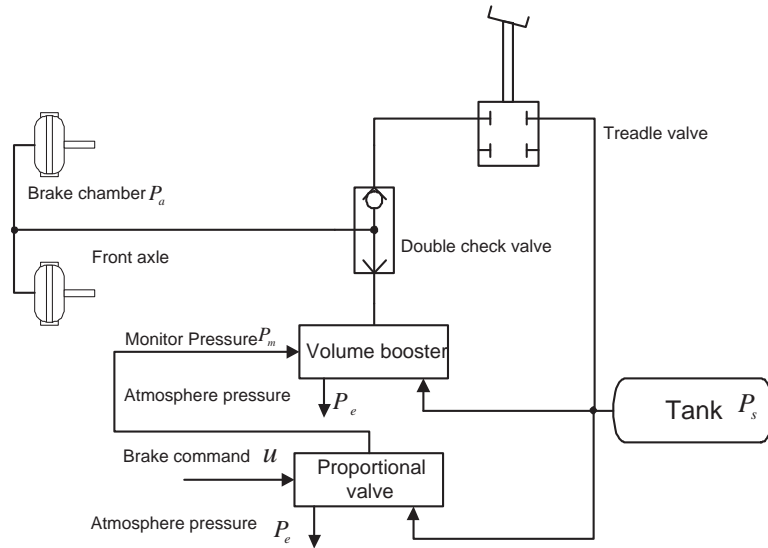 Treadle valve
Brake chamber P_a
Double check valve
Front axle
Monitor Pressure P_m
Volume booster
Atmosphere pressure
P_e
Tank P_s
Brake command u
Proportional
valve
Atmosphere pressure P_e